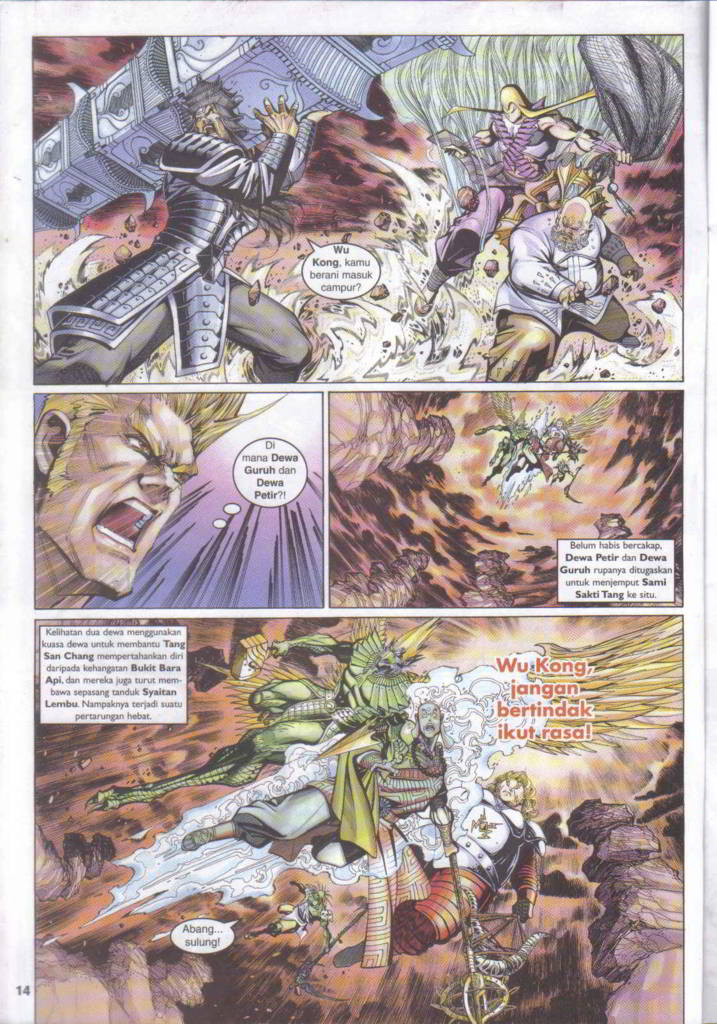 Wu
Kong, kamu
berani masuk
campur?
Di
mana Dewa
Guruh dan
Dewa
Petir?!
Belum habis bercakap,
Dewa Petir dan Dewa
Guruh rupanya ditugaskan
untuk menjemput Sami
Sakti Tang ke situ.
Kelihatan dua dewa menggunakan
kuasa dewa untuk membantu Tang
San Chang mempertahankan diri
daripada kehangatan Bukit Bara
Api, dan mereka juga turut mem-
bawa sepasang tanduk Syaitan
Lembu. Nampaknya terjadi suatu
pertarungan hebat.
Wu Kong,
jangan
bertindak
ikut rasa!
Abang...
sulung!
14